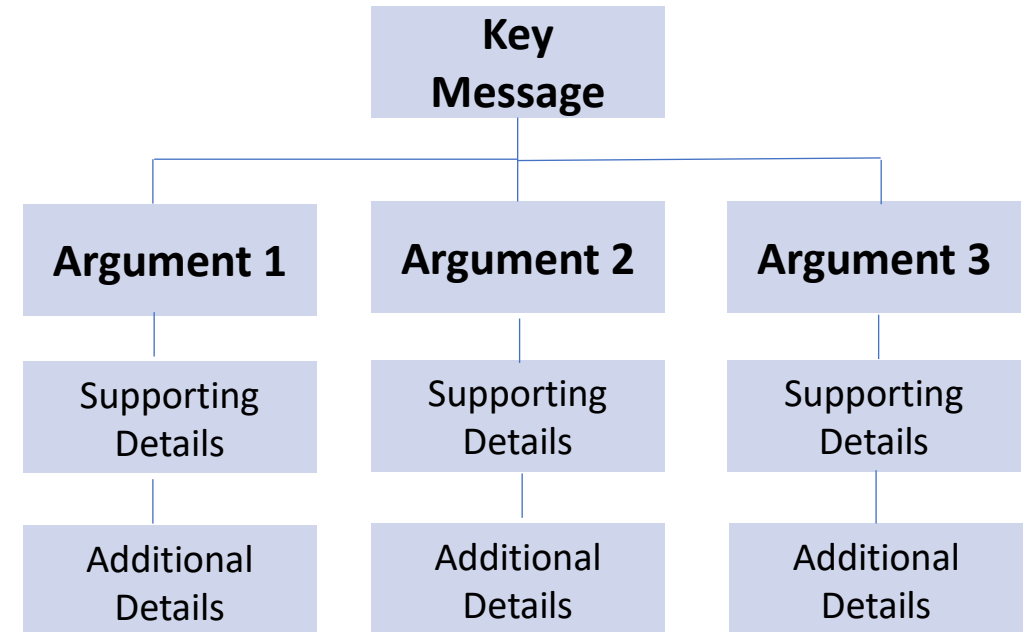 Key
Message
Argument 1
Argument 2
Argument 3
Supporting
Details
Supporting
Details
Supporting
Details
Additional
Details
Additional
Details
Additional
Details